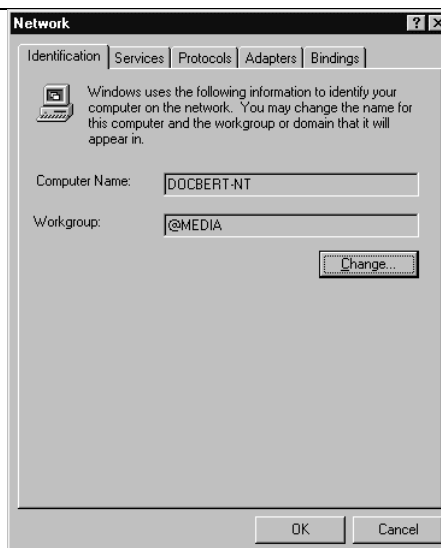 Network
Identification Services Protocols Adapters Bindings
Windows uses the following information to identify your
computer on the network. You may change the name for
this computer and the workgroup or domain that it will
appear in.
Computer Name: DOCBERT-NT
Workgroup: @MEDIA
Change...
OK Cancel